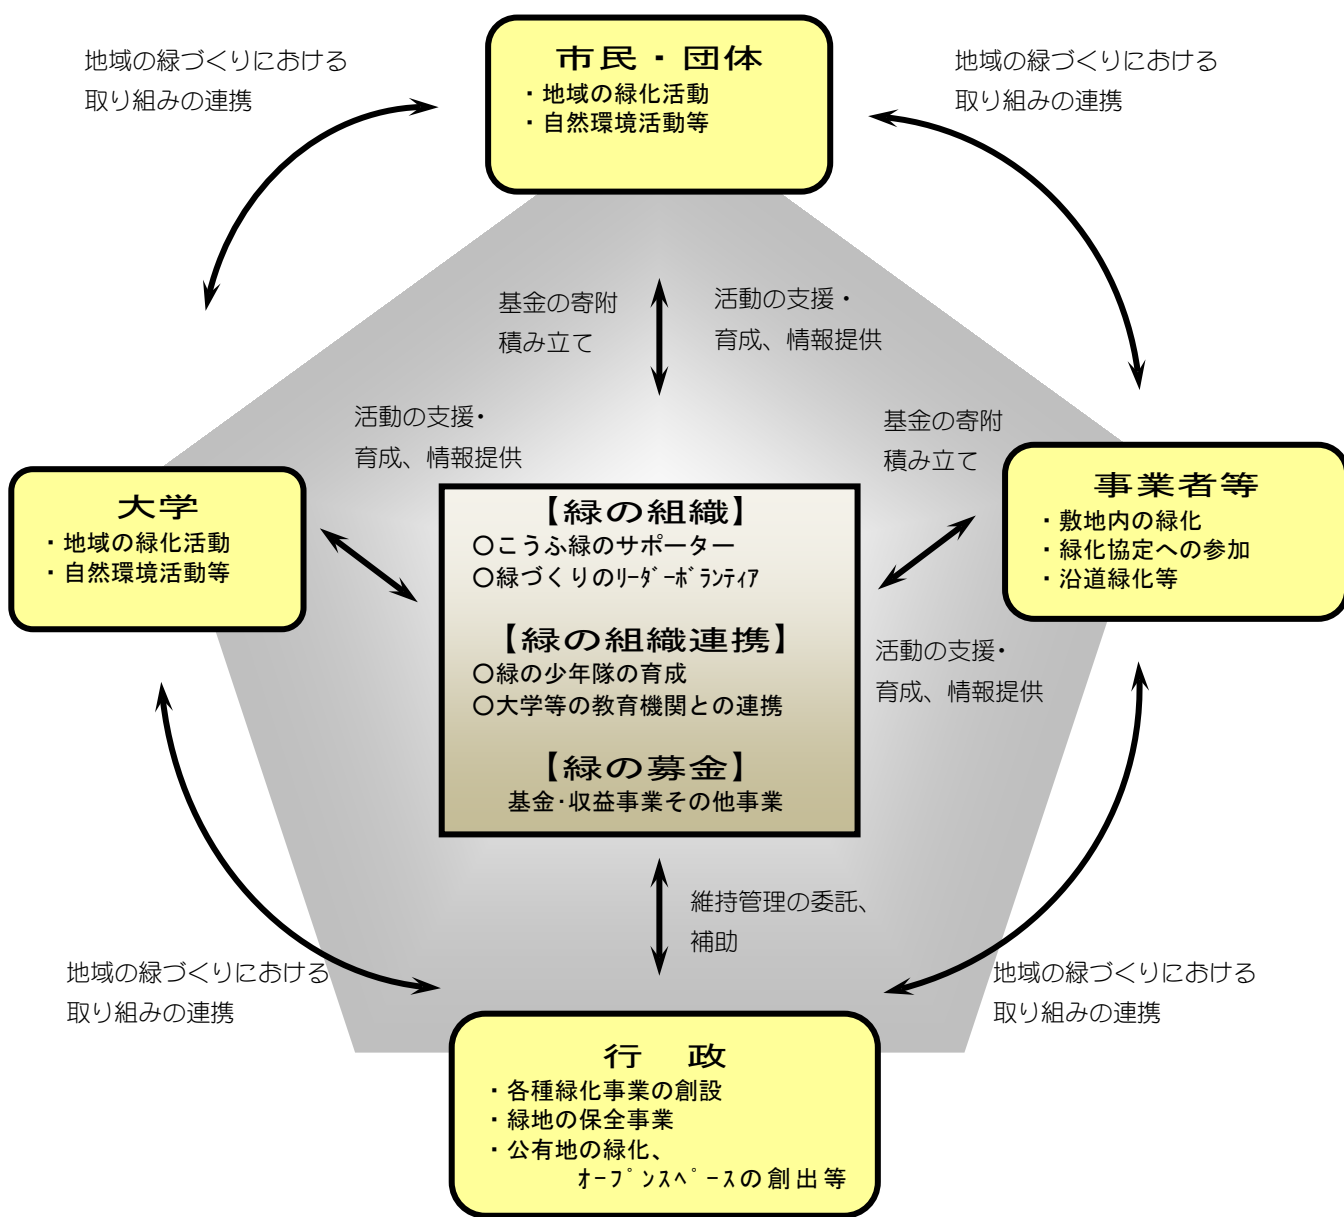 地域の緑づくりにおける
取り組みの連携
市民・団体
・地域の緑化活動
・自然環境活動等
地域の緑づくりにおける
取り組みの連携
基金の寄附
積み立て
活動の支援・
育成、情報提供
活動の支援・
育成、情報提供
基金の寄附
積み立て
大学
・地域の緑化活動
・自然環境活動等
【緑の組織】
〇こうふ緑のサポーター
〇緑づくりのﾘｰﾀﾞｰﾎﾞﾗﾝﾃｨｱ
【緑の組織連携】
〇緑の少年隊の育成
〇大学等の教育機関との連携
【緑の募金】
基金・収益事業その他事業
事業者等
・敷地内の緑化
・緑化協定への参加
・沿道緑化等
活動の支援・
育成、情報提供
維持管理の委託、
補助
地域の緑づくりにおける
取り組みの連携
地域の緑づくりにおける
取り組みの連携
行　政
・各種緑化事業の創設
・緑地の保全事業
・公有地の緑化、
ｵｰﾌﾟﾝｽﾍﾟｰｽの創出等